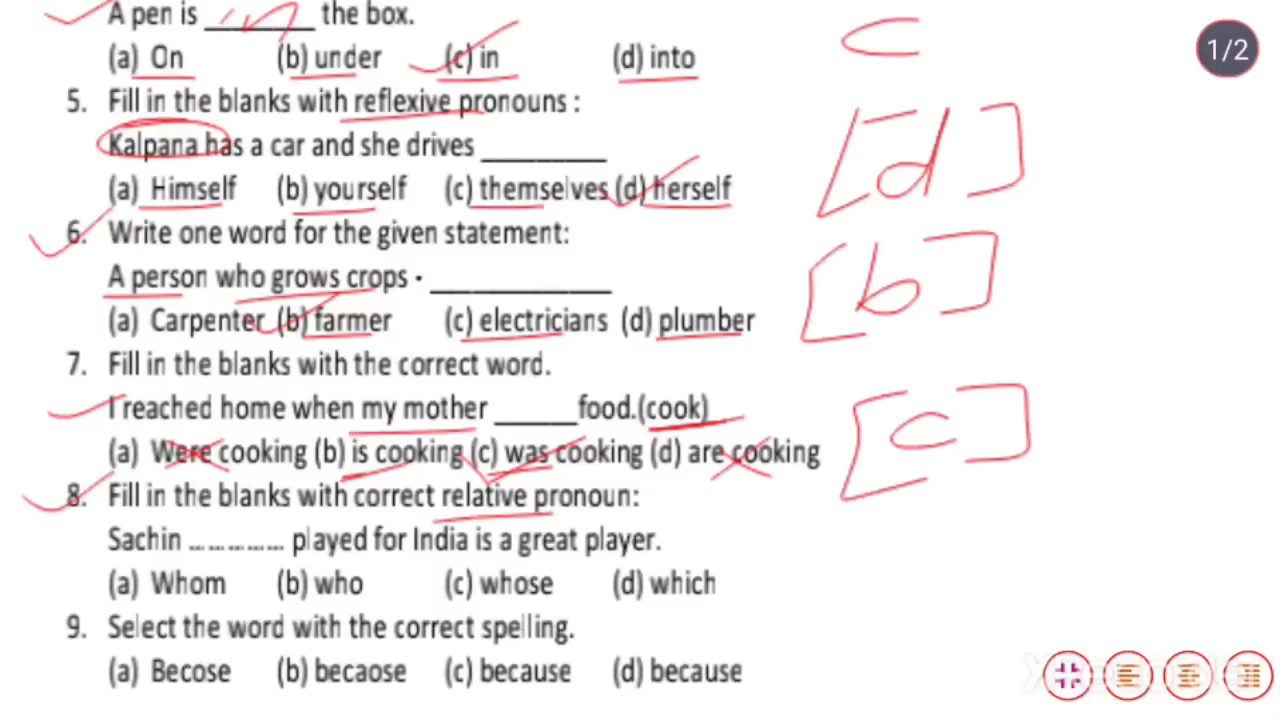 A pen is in the box.
(a) On (b) under (c) in (d) into
c
1/2
5. Fill in the blanks with reflexive pronouns :
Kalpana has a car and she drives __________
(a) Himself (b) yourself (c) themselves (d) herself
[d]
6. Write one word for the given statement:
A person who grows crops - ______________
(a) Carpenter (b) farmer (c) electricians (d) plumber
[b]
7. Fill in the blanks with the correct word.
I reached home when my mother ______food.(cook)
(a) Were cooking (b) is cooking (c) was cooking (d) are cooking
[c]
8. Fill in the blanks with correct relative pronoun:
Sachin ………… played for India is a great player.
(a) Whom (b) who (c) whose (d) which
9. Select the word with the correct spelling.
(a) Becose (b) becaose (c) because (d) because